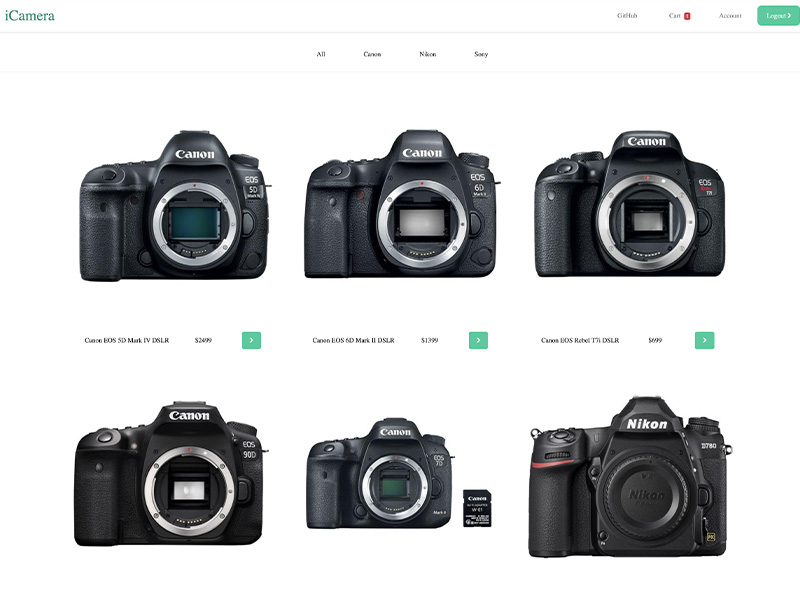 iCamera
GitHub
Cart
Account
Logout
All
Canon
Nikon
Sony
Canon
EOS
5D
Mark IV
Canon
EOS
6D
Mark II
Canon
EOS
T7i
Canon EOS 5D Mark IV DSLR
$2499
Canon EOS 6D Mark II DSLR
$1399
Canon EOS Rebel T7i DSLR
$699
Canon
EOS
90D
Canon
EOS
7D
Mark II
Canon
W-E1
Nikon
D780
Nikon